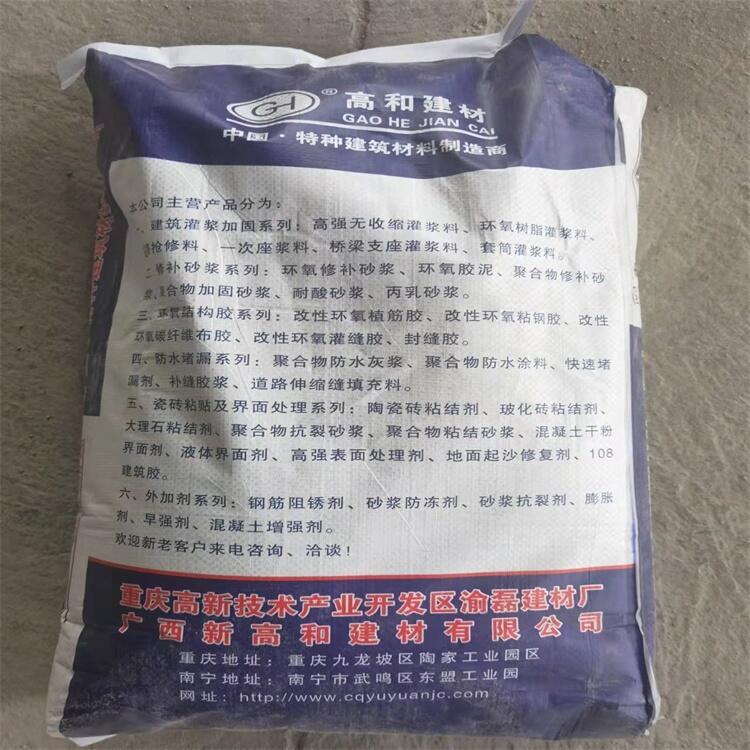 GH ® 高和建材
GAO HE JIAN CAI
中国·特种建筑材料制造商
本公司主营产品分为:
一、建筑灌浆加固系列:高强无收缩灌浆料、环氧树脂灌浆料、
抢修料、一次座浆料、桥梁支座灌浆料、套筒灌浆料。
二、修补砂浆系列:环氧修补砂浆、环氧胶泥、聚合物修补砂
浆、聚合物加固砂浆、耐酸砂浆、丙乳砂浆。
三、环氧结构胶系列:改性环氧植筋胶、改性环氧粘钢胶、改性
环氧碳纤维布胶、改性环氧灌缝胶、封缝胶。
四、防水堵漏系列:聚合物防水灰浆、聚合物防水涂料、快速堵
漏剂、补缝胶浆、道路伸缩缝填充料。
五、瓷砖粘贴及界面处理系列:陶瓷砖粘结剂、玻化砖粘结剂、
大理石粘结剂、聚合物抗裂砂浆、聚合物粘结砂浆、混凝土干粉
界面剂、液体界面剂、高强表面处理剂、地面起沙修复剂、108
建筑胶。
六、外加剂系列:钢筋阻锈剂、砂浆防冻剂、砂浆抗裂剂、膨胀
剂、早强剂、混凝土增强剂。
欢迎新老客户来电咨询、洽谈!
重庆高新技术产业开发区渝磊建材厂
广西新高和建材有限公司
重庆地址:重庆九龙坡区陶家工业园区
南宁地址:南宁市武鸣区东盟工业园
网址:http://www.cqyuyuanjc.com